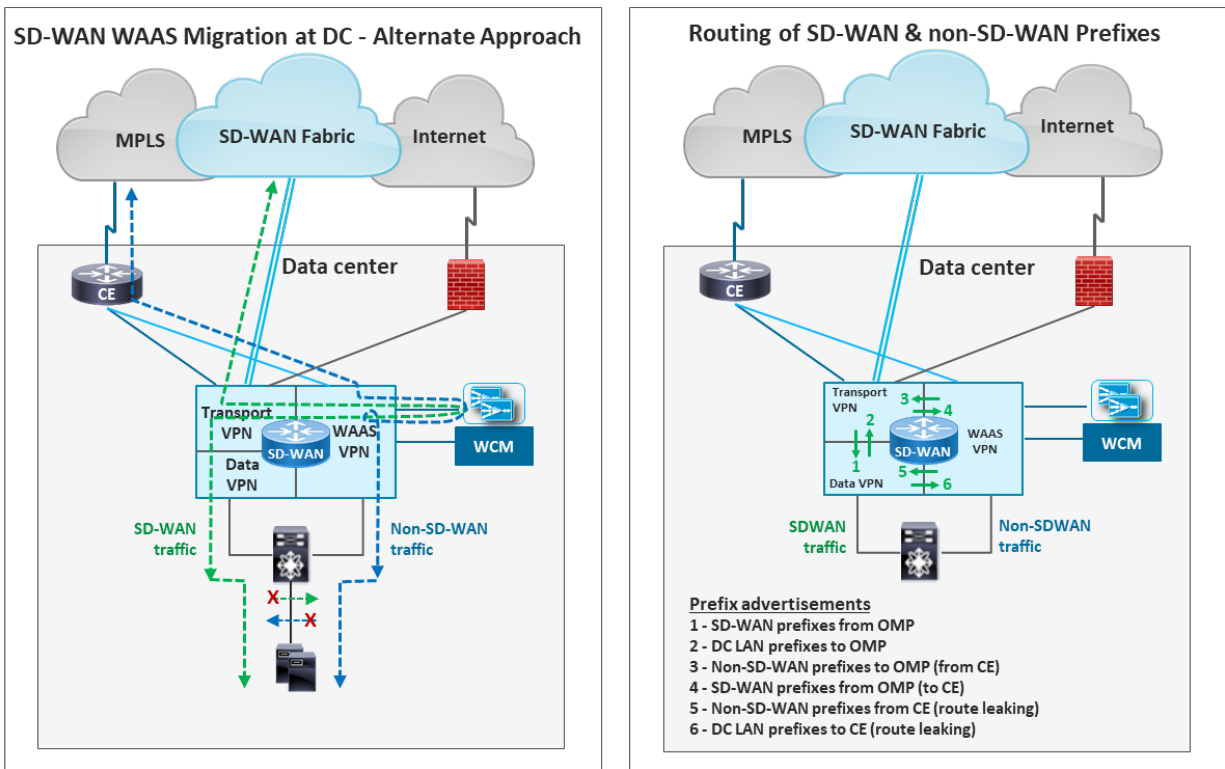 SD-WAN WAAS Migration at DC - Alternate Approach
MPLS
SD-WAN Fabric
Internet
Data center
CE
Transport
VPN
WAAS
VPN
SD-WAN
Data
VPN
WCM
SD-WAN
traffic
Non-SD-WAN
traffic
X
X
Routing of SD-WAN & non-SD-WAN Prefixes
MPLS
SD-WAN Fabric
Internet
Data center
CE
Transport
VPN
3
4
2
1
WAAS
VPN
SD-WAN
5
6
Data VPN
WCM
SDWAN
traffic
Non-SDWAN
traffic
Prefix advertisements
1 - SD-WAN prefixes from OMP
2 - DC LAN prefixes to OMP
3 - Non-SD-WAN prefixes to OMP (from CE)
4 - SD-WAN prefixes from OMP (to CE)
5 - Non-SD-WAN prefixes from CE (route leaking)
6 - DC LAN prefixes to CE (route leaking)